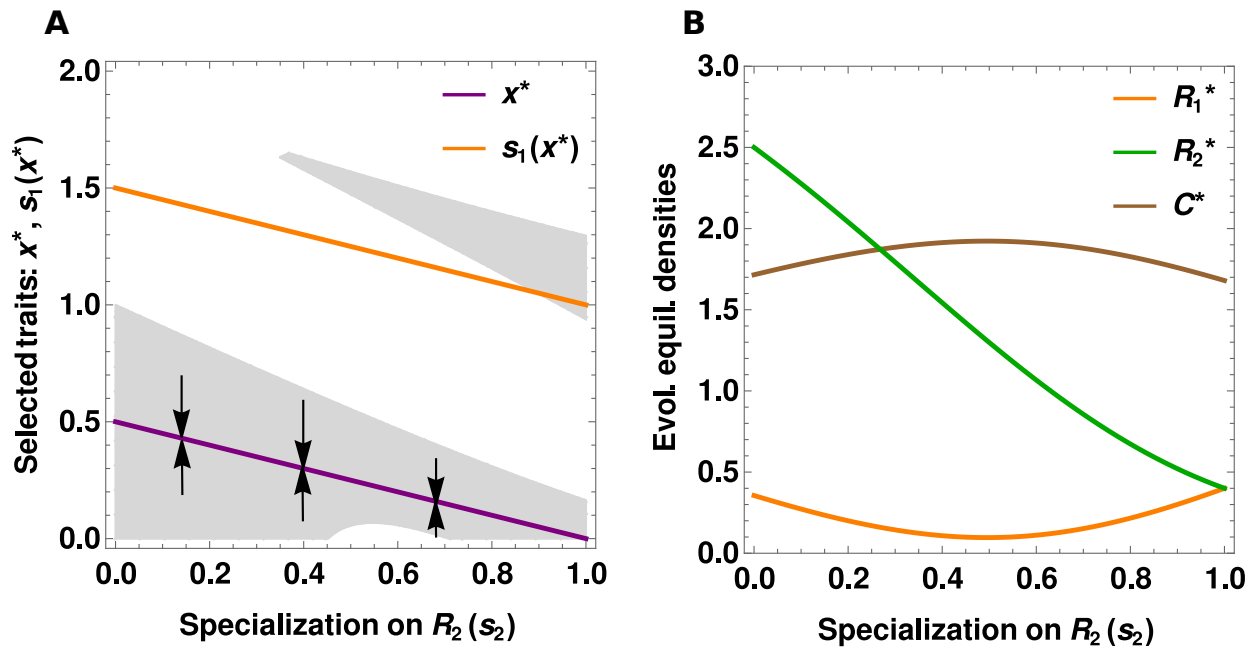 A
Selected traits: x*, s1(x*)
2.0
1.5
1.0
0.5
0.0
x*
s1(x*)
0.0 0.2 0.4 0.6 0.8 1.0
Specialization on R2 (s2)
B
Evol. equil. densities
3.0
2.5
2.0
1.5
1.0
0.5
0.0
R1*
R2*
C*
0.0 0.2 0.4 0.6 0.8 1.0
Specialization on R2 (s2)